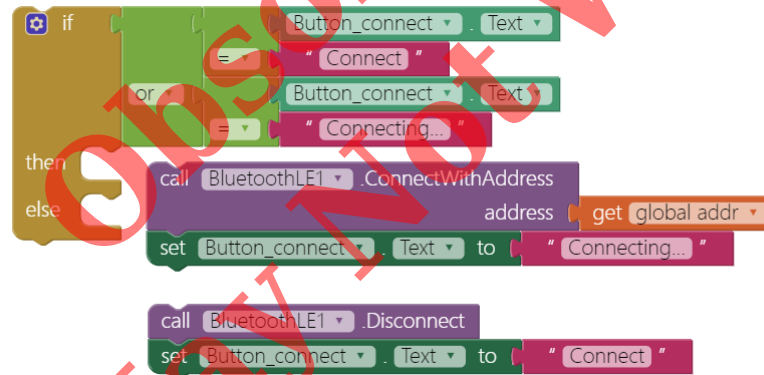 if Button_connect . Text
= " Connect "
or Button_connect . Text
= " Connecting... "
then
call BluetoothLE1 .ConnectWithAddress
else address get global addr
set Button_connect . Text to " Connecting... "
call BluetoothLE1 .Disconnect
set Button_connect . Text to " Connect "